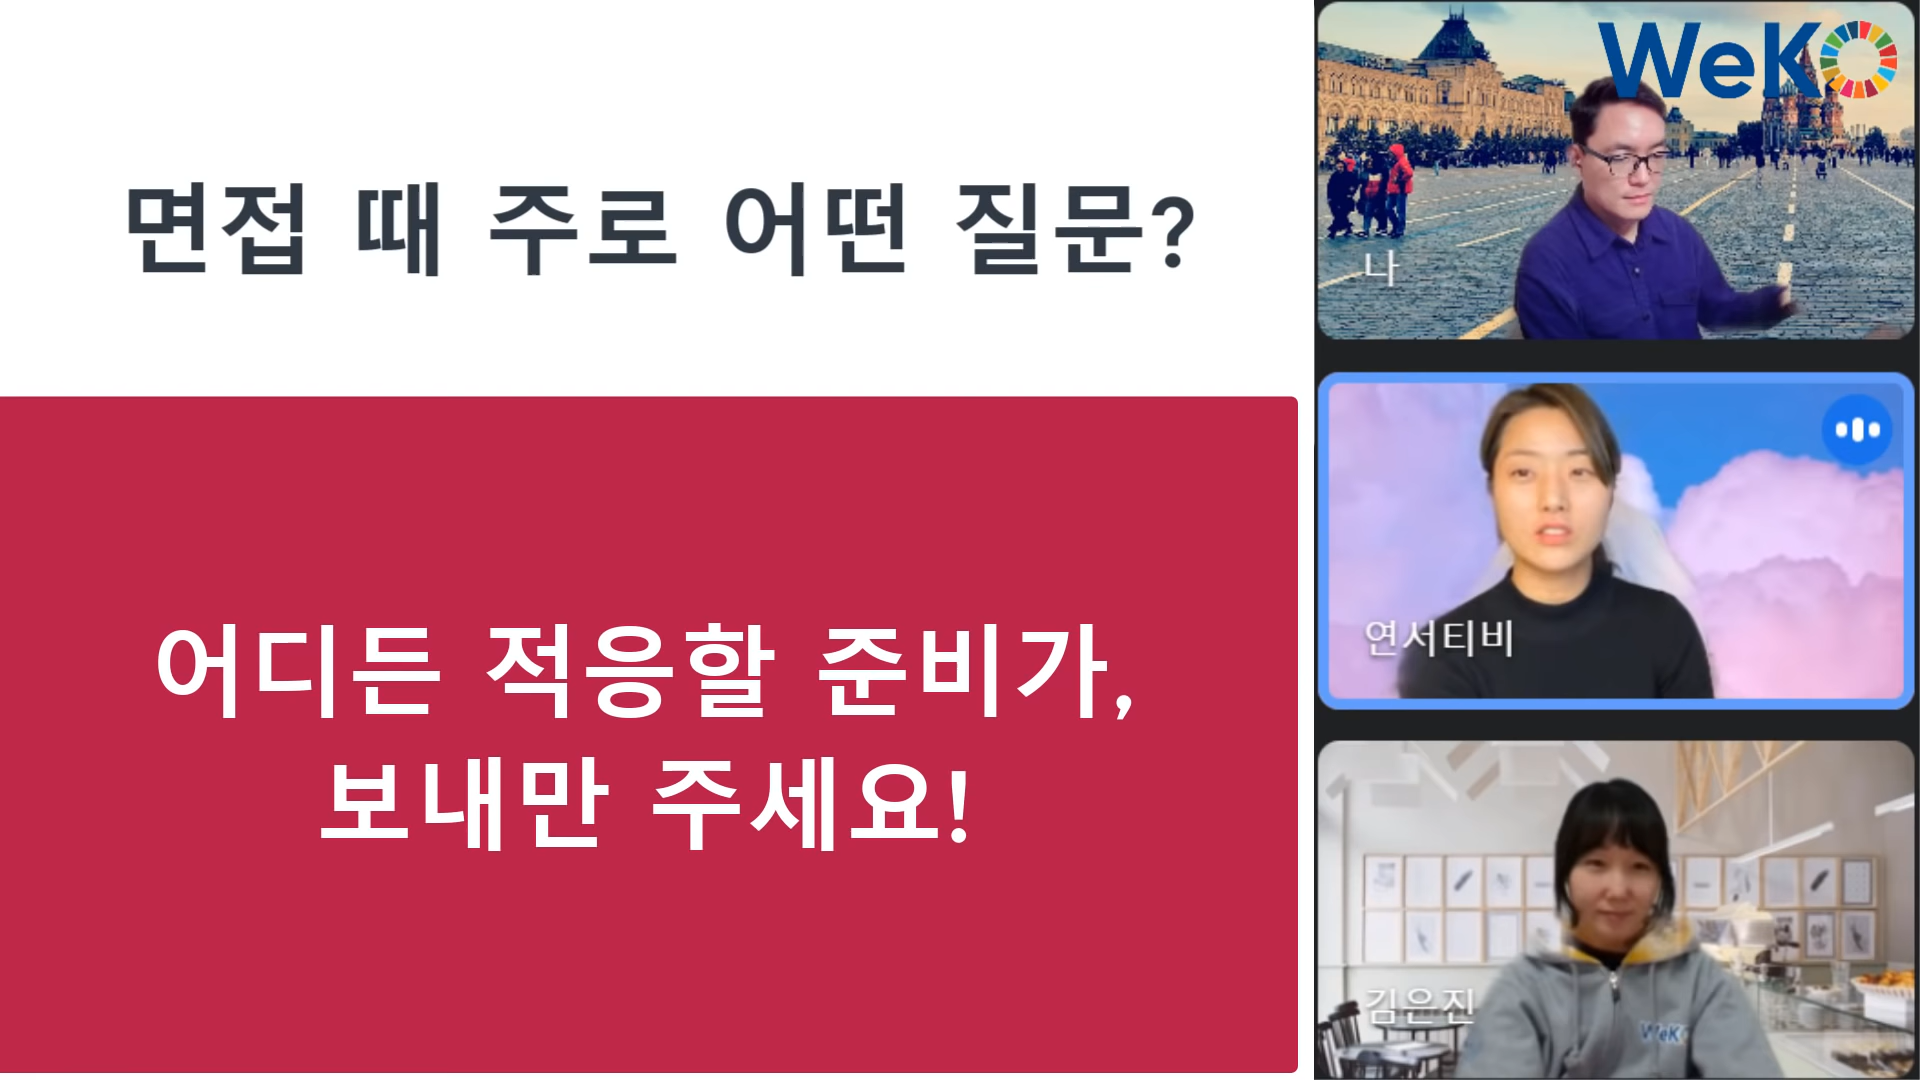 면접 때 주로 어떤 질문?
어디든 적응할 준비가,
보내만 주세요!
WeKO
나
연서티비
김은진
WeKO